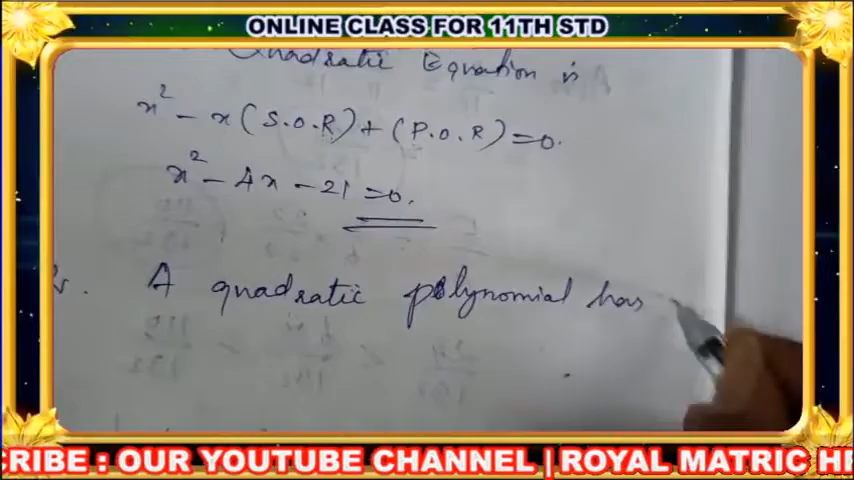 ONLINE CLASS FOR 11TH STD
Quadratic Equation is
x² - x (S.O.R) + (P.O.R) = 0.
x² - 4x - 21 = 0.
A quadratic polynomial has
CRIBE : OUR YOUTUBE CHANNEL | ROYAL MATRIC H